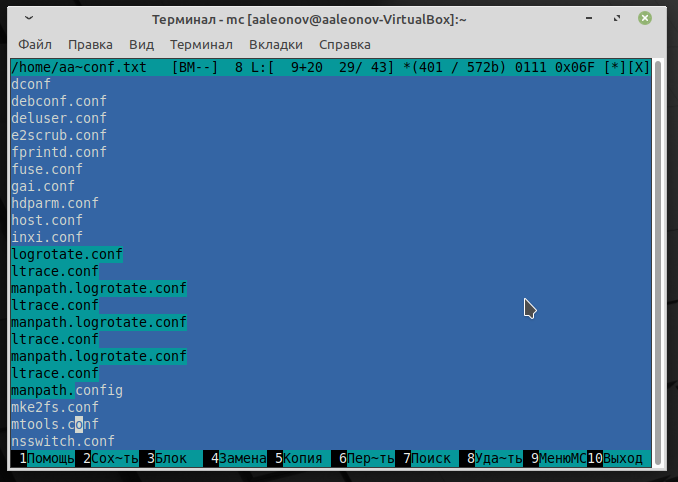 Терминал - mc [aaleonov@aaleonov-VirtualBox]:~
Файл Правка Вид Терминал Вкладки Справка
/home/aa~conf.txt [BM--] 8 L:[ 9+20 29/ 43] *(401 / 572b) 0111 0x06F [*][X]
dconf
debconf.conf
deluser.conf
e2scrub.conf
fprintd.conf
fuse.conf
gai.conf
hdparm.conf
host.conf
inxi.conf
logrotate.conf
ltrace.conf
manpath.logrotate.conf
ltrace.conf
manpath.logrotate.conf
ltrace.conf
manpath.logrotate.conf
ltrace.conf
manpath.config
mke2fs.conf
mtools.conf
nsswitch.conf
1Помощь 2Сох~ть 3Блок 4Замена 5Копия 6Пер~ть 7Поиск 8Уда~ть 9МенюMC 10Выход